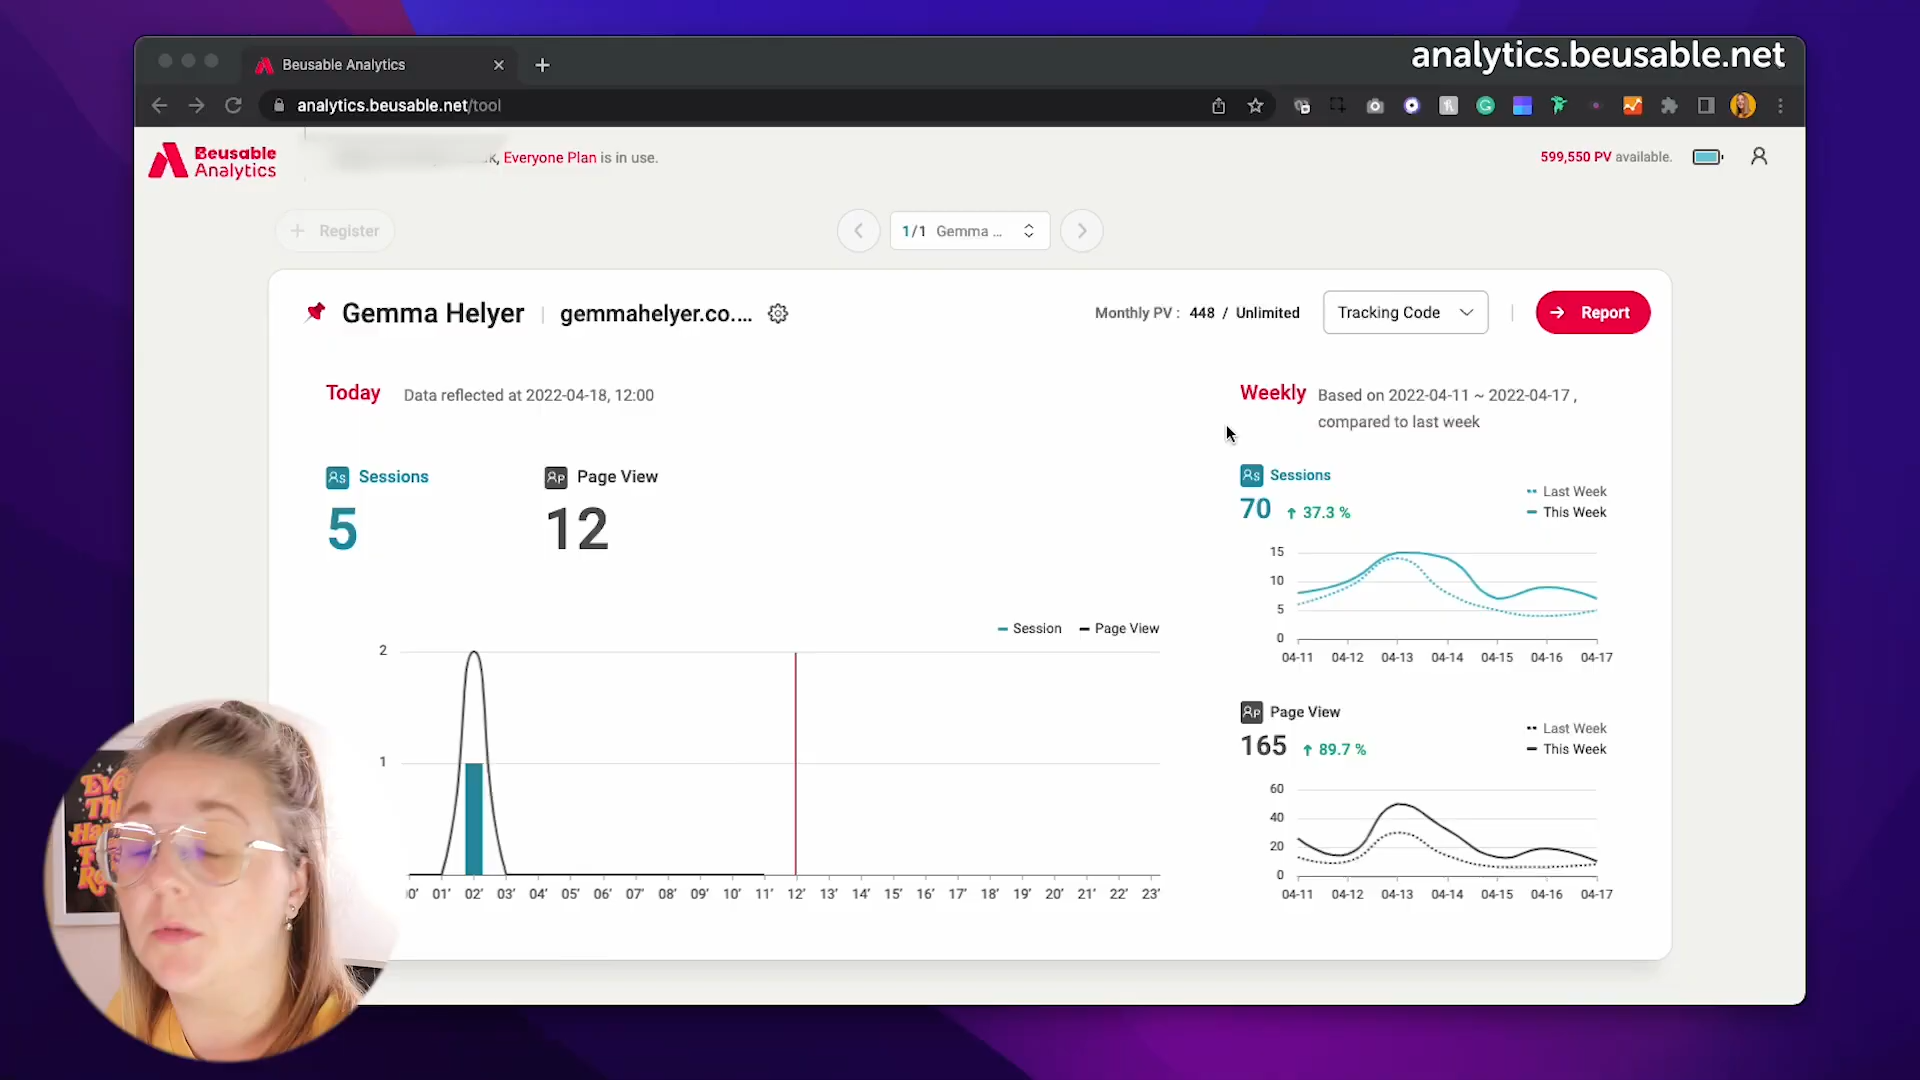 analytics.beusable.net
Beusable Analytics
analytics.beusable.net/tool
Beusable
Analytics
Everyone Plan is in use.
599,550 PV available.
Register
1/1 Gemma ...
Gemma Helyer
gemmahelyer.co....
Monthly PV : 448 / Unlimited
Tracking Code
Report
Today
Data reflected at 2022-04-18, 12:00
Weekly
Based on 2022-04-11 ~ 2022-04-17 ,
compared to last week
Sessions
5
Page View
12
Session
Page View
2
1
01' 02' 03' 04' 05' 06' 07' 08' 09' 10' 11' 12' 13' 14' 15' 16' 17' 18' 19' 20' 21' 22' 23'
Sessions
70 ↑ 37.3 %
Last Week
This Week
15
10
5
0
04-11 04-12 04-13 04-14 04-15 04-16 04-17
Page View
165 ↑ 89.7 %
Last Week
This Week
60
40
20
0
04-11 04-12 04-13 04-14 04-15 04-16 04-17